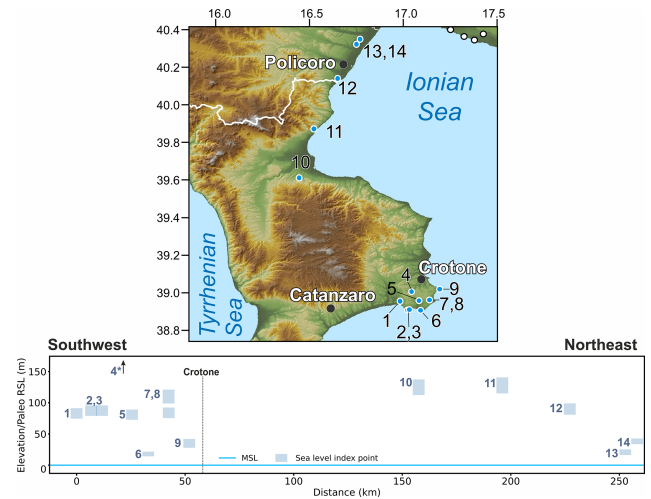 16.0 16.5 17.0 17.5
40.4
13,14
Policoro
40.2
12
Ionian
Sea
40.0
11
39.8
10
39.6
39.4
39.2
Crotone
4
5
9
39.0
Catanzaro
7,8
1
6
2,3
38.8
Tyrrhenian
Sea
Southwest
Northeast
Elevation/Paleo RSL (m)
150
100
50
0
4*
Crotone
1
2,3
5
7,8
6
9
10
11
12
14
13
MSL
Sea level index point
0 50 100 150 200 250
Distance (km)